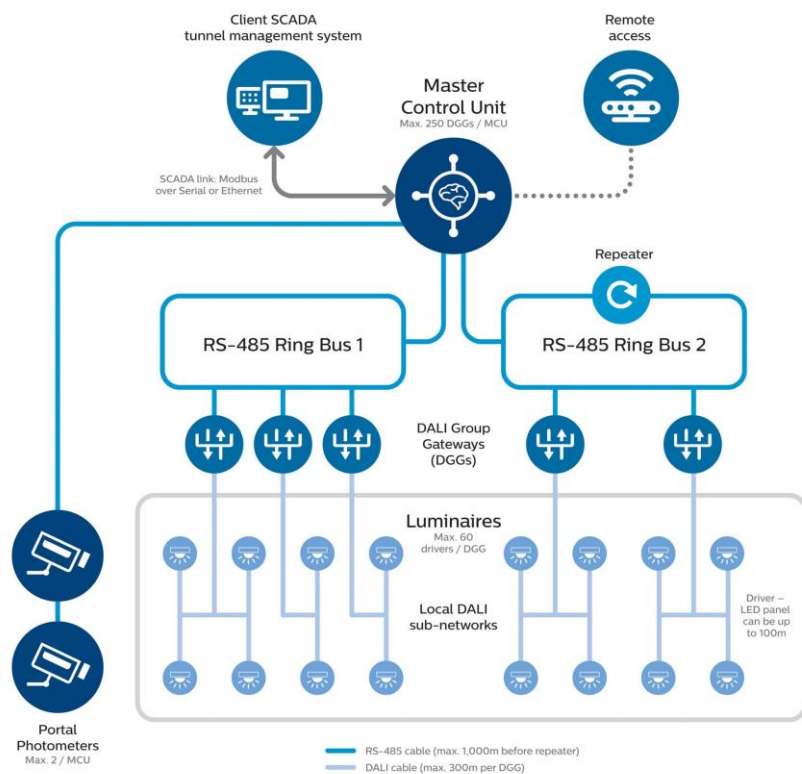 Client SCADA
tunnel management system
Remote
access
Master
Control Unit
Max. 250 DGGs / MCU
SCADA link: Modbus
over Serial or Ethernet
Repeater
RS-485 Ring Bus 1
RS-485 Ring Bus 2
DALI Group
Gateways
(DGGs)
Luminaires
Max. 60
drivers / DGG
Local DALI
sub-networks
Driver –
LED panel
can be up
to 100m
Portal
Photometers
Max. 2 / MCU
RS-485 cable (max. 1,000m before repeater)
DALI cable (max. 300m per DGG)